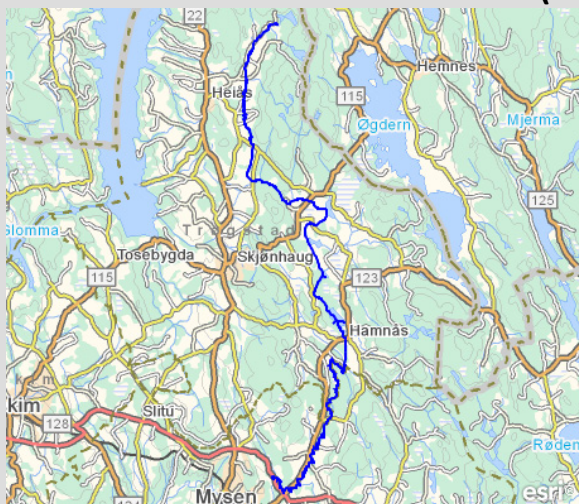 22
Hemnes
Heiås
115
Øgdern
Mjerma
125
Glomma
Trøgstad
Tosebygda
Skjønhaug
115
123
Hamnås
kim
128
Slitu
Røden
Mysen
esri